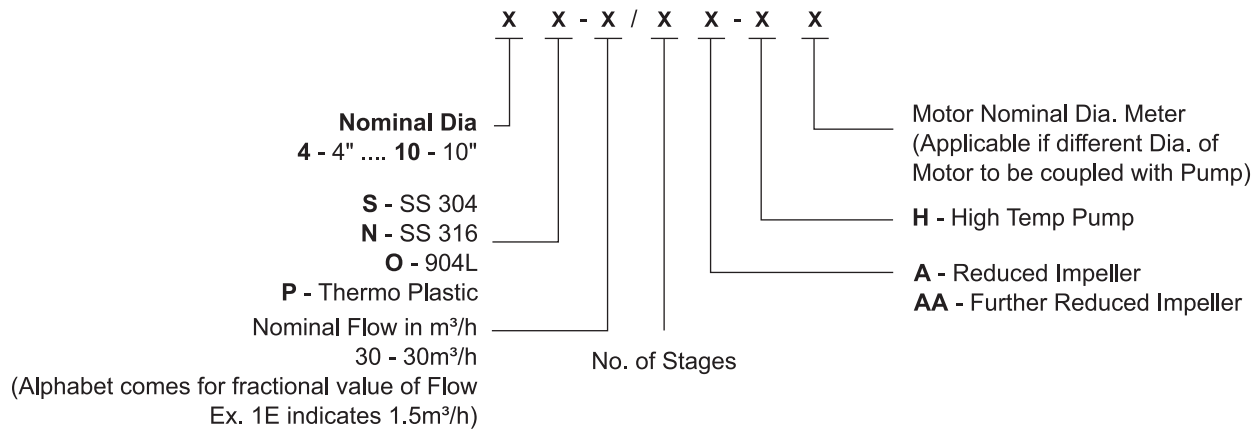 X X - X / X X - X X
Nominal Dia
4 - 4" .... 10 - 10"
S - SS 304
N - SS 316
O - 904L
P - Thermo Plastic
Nominal Flow in m³/h
30 - 30m³/h
(Alphabet comes for fractional value of Flow
Ex. 1E indicates 1.5m³/h)
No. of Stages
Motor Nominal Dia. Meter
(Applicable if different Dia. of
Motor to be coupled with Pump)
H - High Temp Pump
A - Reduced Impeller
AA - Further Reduced Impeller